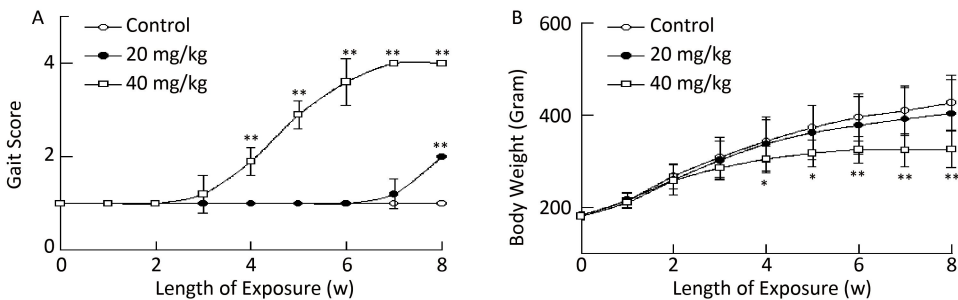 A
Control
20 mg/kg
40 mg/kg
Gait Score
4
2
0
** ** **
**
**
**
0 2 4 6 8
Length of Exposure (w)
B
Control
20 mg/kg
40 mg/kg
Body Weight (Gram)
600
400
200
* * ** ** **
0 2 4 6 8
Length of Exposure (w)